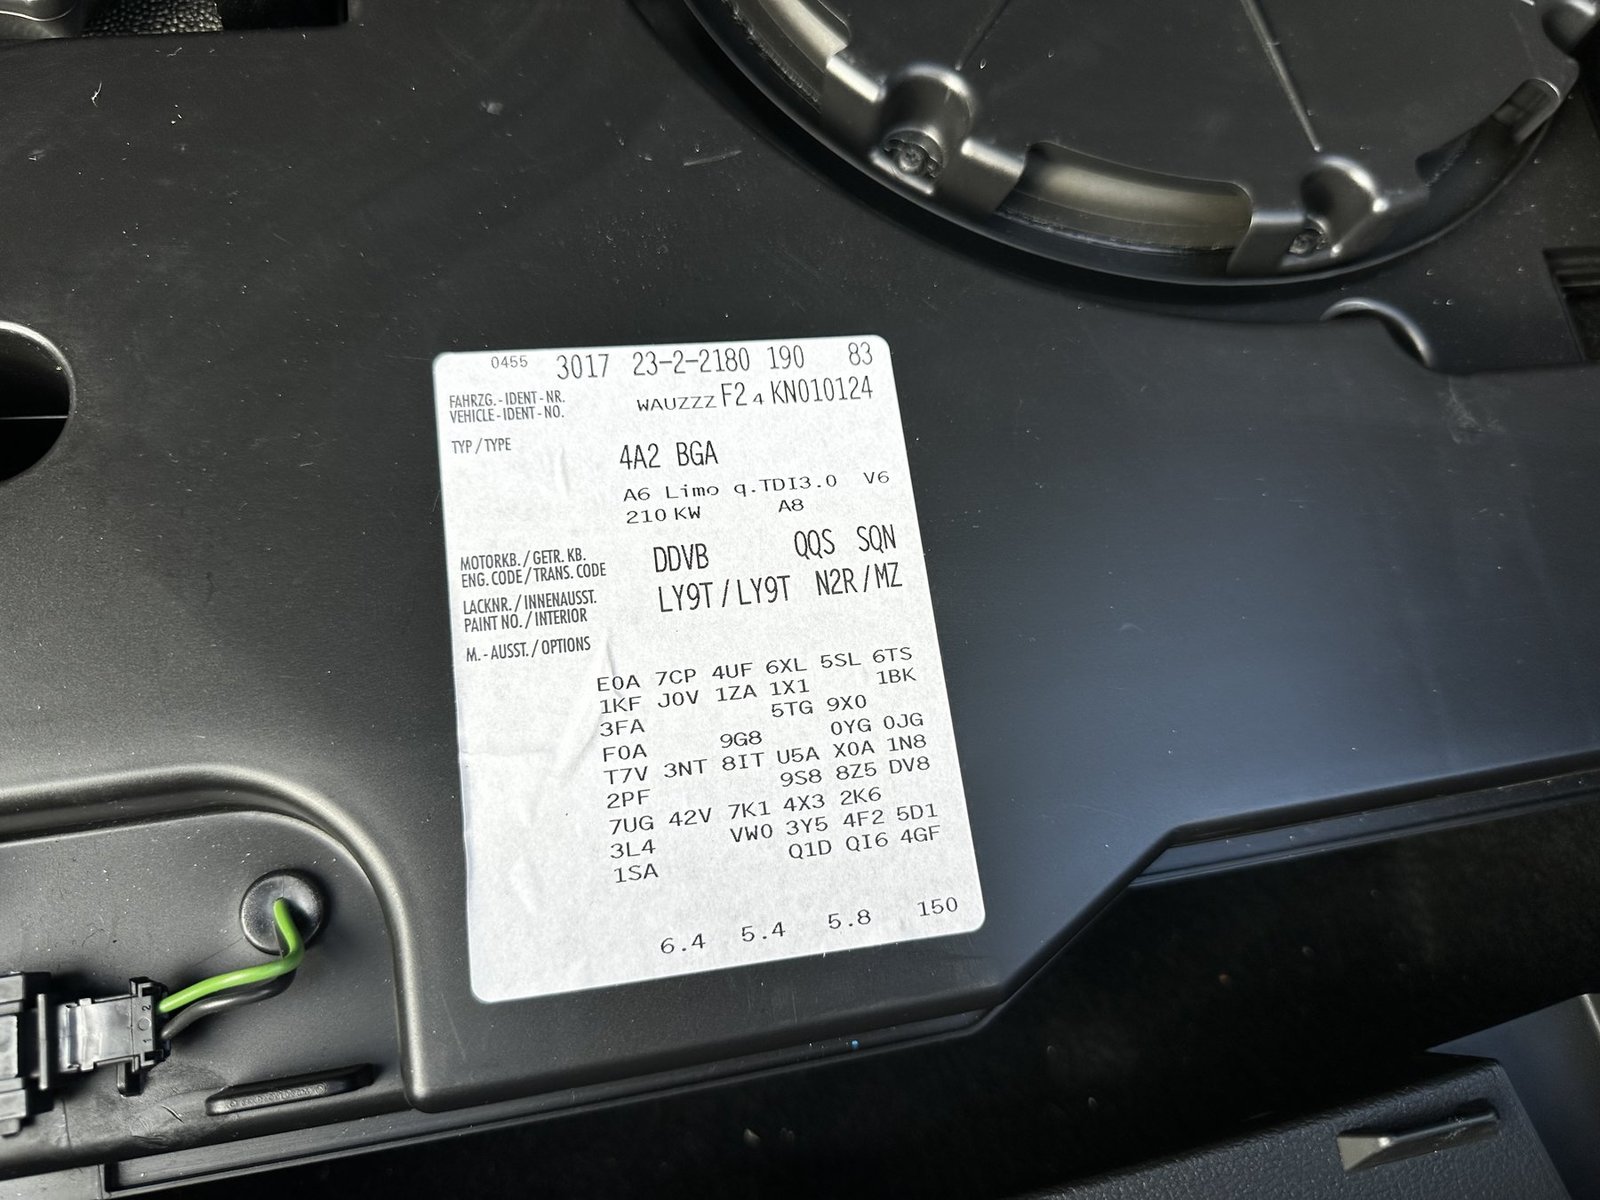 0455 3017 23-2-2180 190 83
FAHRZG.-IDENT-NR.
VEHICLE-IDENT-NO. WAUZZZ F2 4 KN010124
TYP / TYPE
4A2 BGA
A6 Limo q.TDI3.0 V6
210 KW A8
MOTORKB. / GETR. KB.
ENG. CODE / TRANS. CODE DDVB QQS SQN
LACKNR. / INNENAUSST.
PAINT NO. / INTERIOR LY9T / LY9T N2R / MZ
M. - AUSST. / OPTIONS
E0A 7CP 4UF 6XL 5SL 6TS
1KF J0V 1ZA 1X1 1BK
3FA 5TG 9X0
F0A 9G8 0YG 0JG
T7V 3NT 8IT U5A X0A 1N8
2PF 9S8 8Z5 DV8
7UG 42V 7K1 4X3 2K6
3L4 VW0 3Y5 4F2 5D1
1SA Q1D QI6 4GF
6.4 5.4 5.8 150